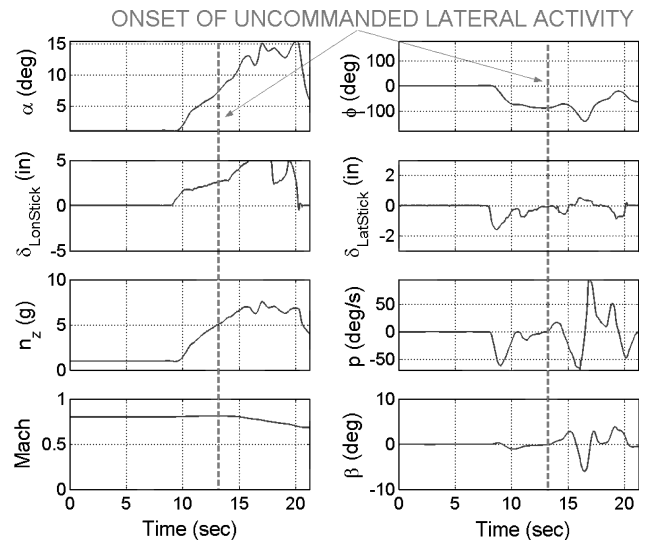 ONSET OF UNCOMMANDED LATERAL ACTIVITY
α (deg)
15
10
5
ϕ (deg)
100
0
-100
δLonStick (in)
5
0
-5
δLatStick (in)
2
0
-2
nz (g)
10
5
0
p (deg/s)
50
0
-50
Mach
1
0.5
0
0 5 10 15 20
Time (sec)
β (deg)
10
0
-10
0 5 10 15 20
Time (sec)